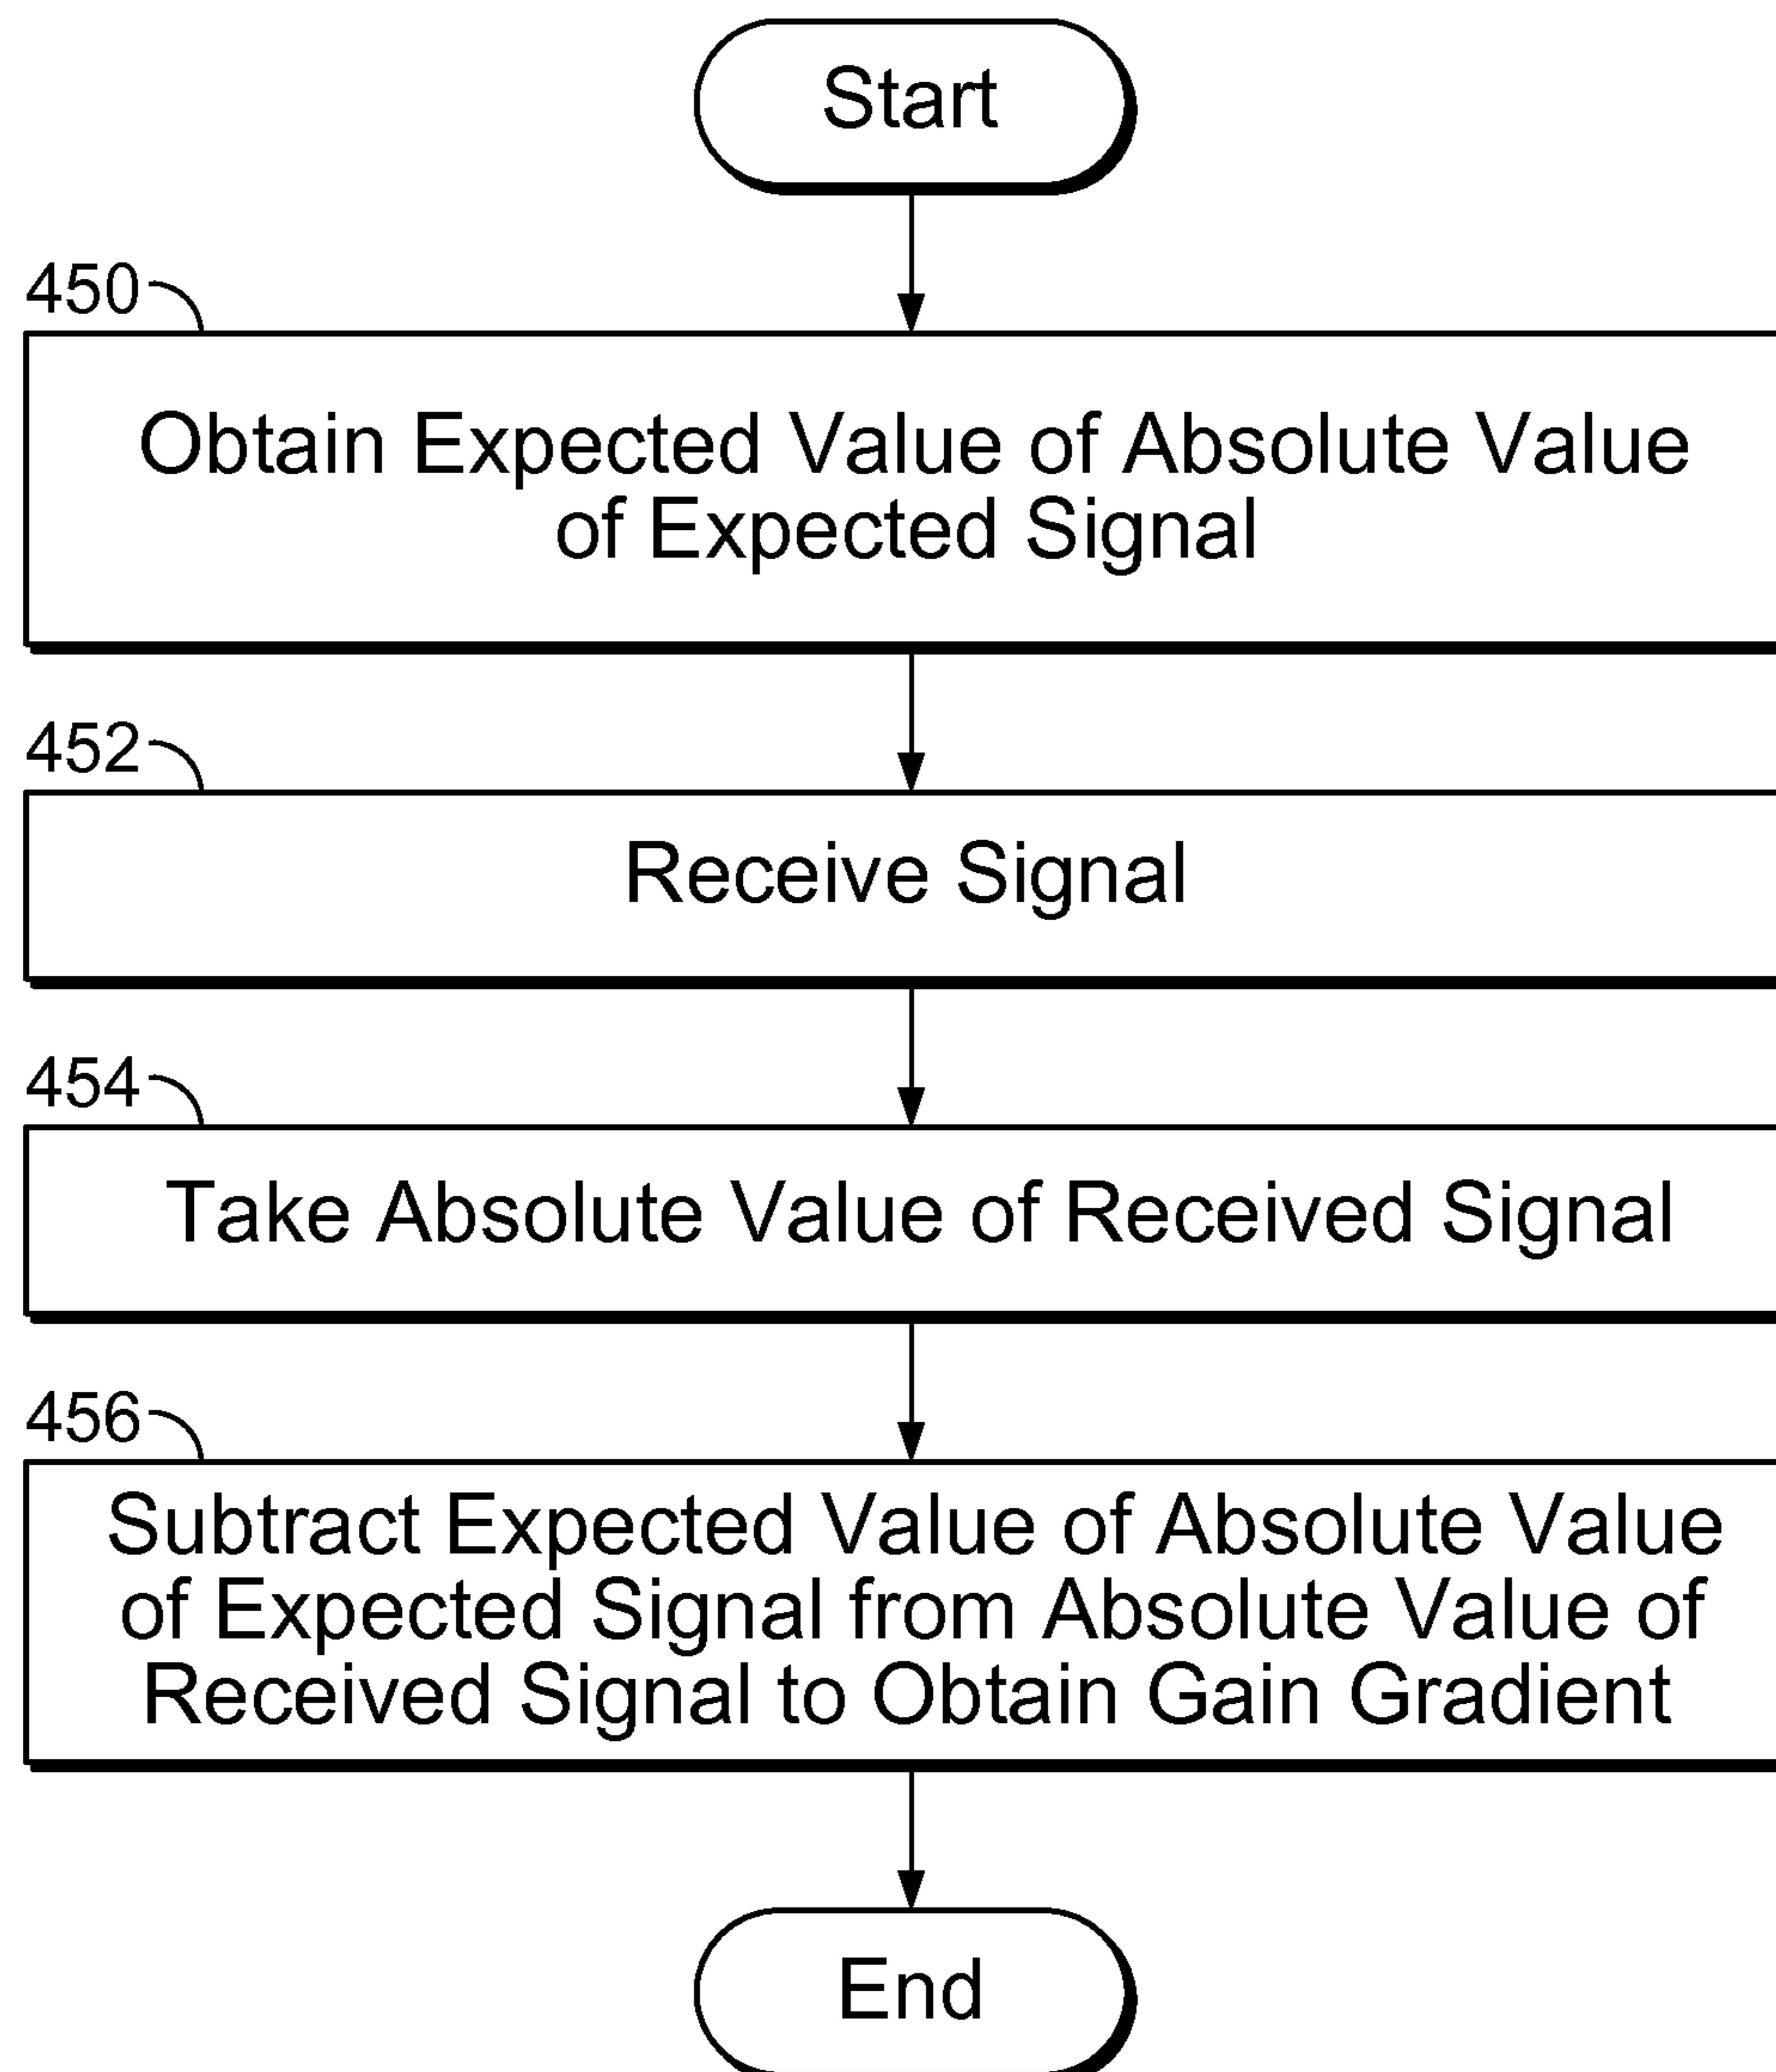 Start
450
Obtain Expected Value of Absolute Value
of Expected Signal
452
Receive Signal
454
Take Absolute Value of Received Signal
456
Subtract Expected Value of Absolute Value
of Expected Signal from Absolute Value of
Received Signal to Obtain Gain Gradient
End